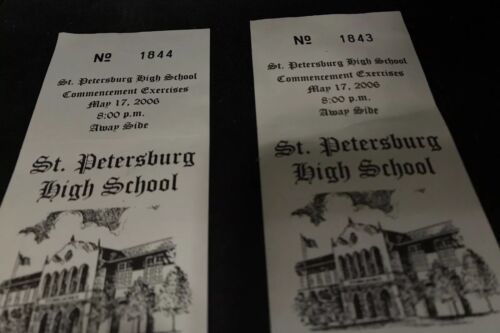 № 1844
St. Petersburg High School
Commencement Exercises
May 17, 2006
8:00 p.m.
Away Side
St. Petersburg
High School
№ 1843
St. Petersburg High School
Commencement Exercises
May 17, 2006
8:00 p.m.
Away Side
St. Petersburg
High School